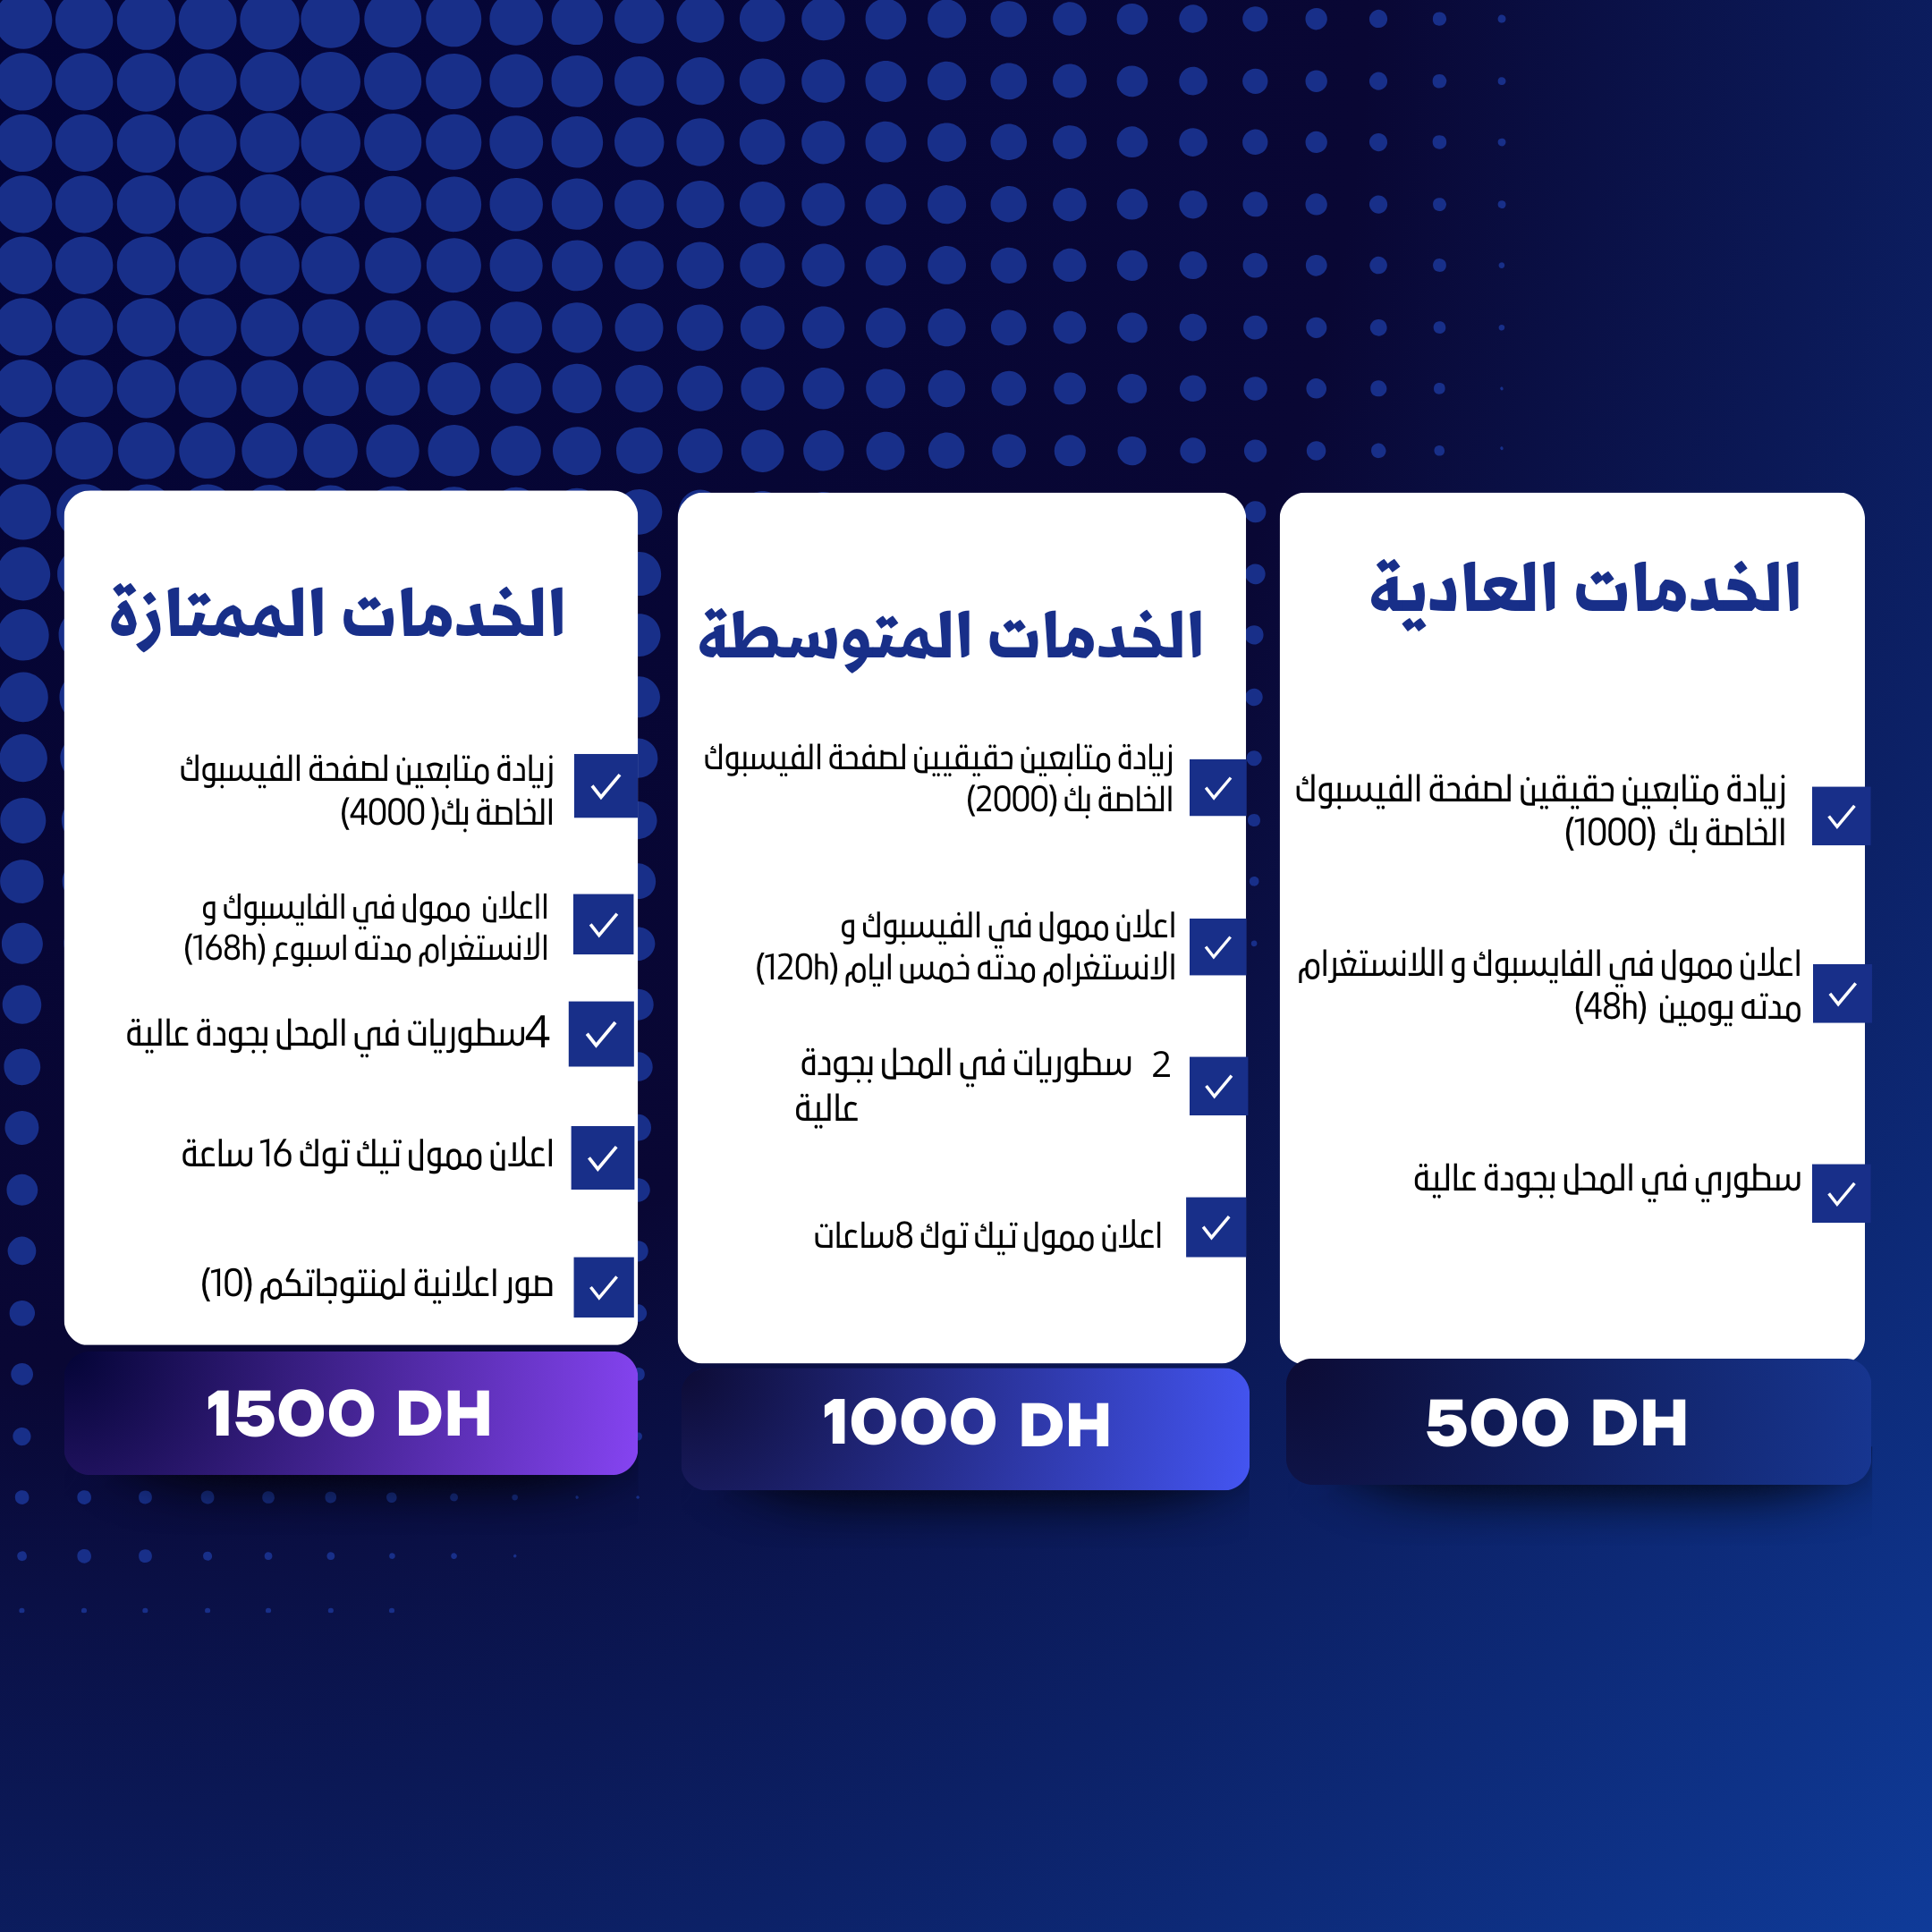 الخدمات العادية
زيادة متابعين حقيقين لصفحة الفيسبوك
الخاصة بك (1000)
اعلان ممول في الفايسبوك و اللانستغرام
مدته يومين (48h)
سطوري في المحل بجودة عالية
500 DH
الخدمات المتوسطة
زيادة متابعين حقيقيين لصفحة الفيسبوك
الخاصة بك (2000)
اعلان ممول في الفيسبوك و
الانستغرام مدته خمس ايام (120h)
2 سطوريات في المحل بجودة
عالية
اعلان ممول تيك توك 8ساعات
1000 DH
الخدمات الممتازة
زيادة متابعين لصفحة الفيسبوك
الخاصة بك( 4000)
ااعلان ممول في الفايسبوك و
الانستغرام مدته اسبوع (168h)
4سطوريات في المحل بجودة عالية
اعلان ممول تيك توك 16 ساعة
صور اعلانية لمنتوجاتكم (10)
1500 DH